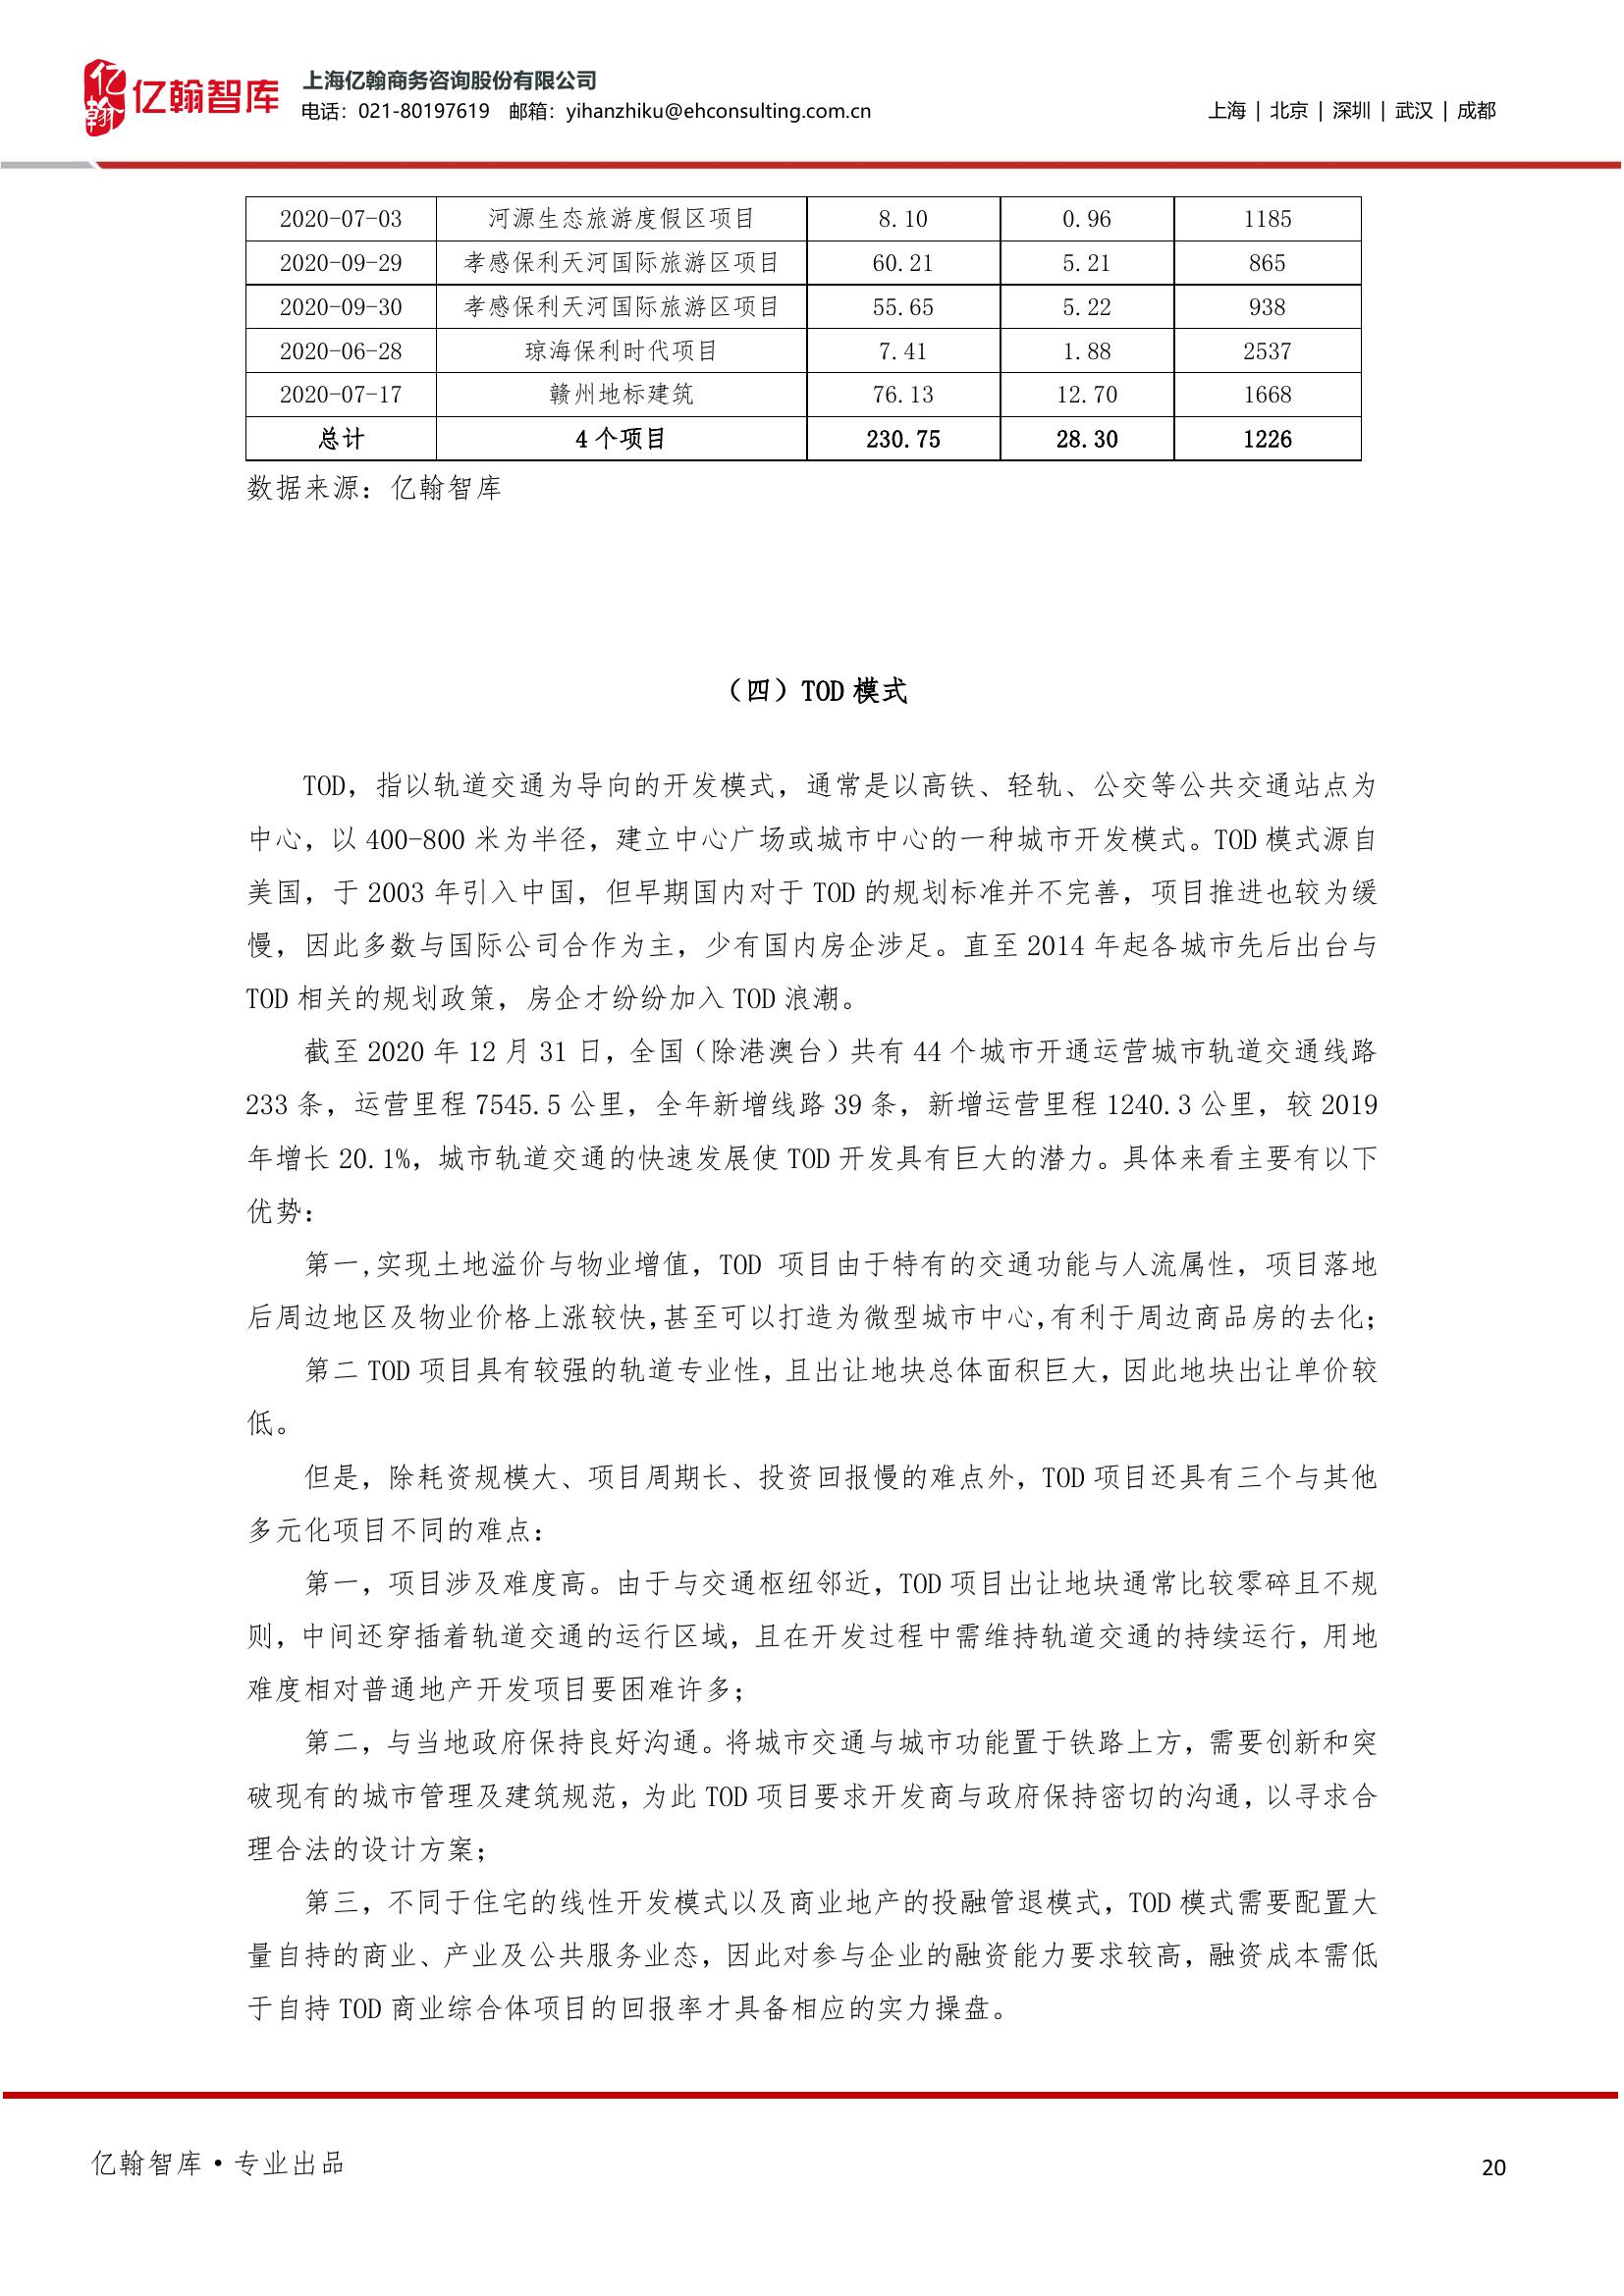 亿翰
亿翰智库
上海亿翰商务咨询股份有限公司
电话：021-80197619 邮箱：yihanzhiku@ehconsulting.com.cn
上海 | 北京 | 深圳 | 武汉 | 成都
2020-07-03 河源生态旅游度假区项目 8.10 0.96 1185
2020-09-29 孝感保利天河国际旅游区项目 60.21 5.21 865
2020-09-30 孝感保利天河国际旅游区项目 55.65 5.22 938
2020-06-28 琼海保利时代项目 7.41 1.88 2537
2020-07-17 赣州地标建筑 76.13 12.70 1668
总计 4 个项目 230.75 28.30 1226
数据来源：亿翰智库
（四）TOD 模式
TOD，指以轨道交通为导向的开发模式，通常是以高铁、轻轨、公交等公共交通站点为
中心，以 400-800 米为半径，建立中心广场或城市中心的一种城市开发模式。TOD 模式源自
美国，于 2003 年引入中国，但早期国内对于 TOD 的规划标准并不完善，项目推进也较为缓
慢，因此多数与国际公司合作为主，少有国内房企涉足。直至 2014 年起各城市先后出台与
TOD 相关的规划政策，房企才纷纷加入 TOD 浪潮。
截至 2020 年 12 月 31 日，全国（除港澳台）共有 44 个城市开通运营城市轨道交通线路
233 条，运营里程 7545.5 公里，全年新增线路 39 条，新增运营里程 1240.3 公里，较 2019
年增长 20.1%，城市轨道交通的快速发展使 TOD 开发具有巨大的潜力。具体来看主要有以下
优势：
第一,实现土地溢价与物业增值，TOD 项目由于特有的交通功能与人流属性，项目落地
后周边地区及物业价格上涨较快，甚至可以打造为微型城市中心，有利于周边商品房的去化；
第二 TOD 项目具有较强的轨道专业性，且出让地块总体面积巨大，因此地块出让单价较
低。
但是，除耗资规模大、项目周期长、投资回报慢的难点外，TOD 项目还具有三个与其他
多元化项目不同的难点：
第一，项目涉及难度高。由于与交通枢纽邻近，TOD 项目出让地块通常比较零碎且不规
则，中间还穿插着轨道交通的运行区域，且在开发过程中需维持轨道交通的持续运行，用地
难度相对普通地产开发项目要困难许多；
第二，与当地政府保持良好沟通。将城市交通与城市功能置于铁路上方，需要创新和突
破现有的城市管理及建筑规范，为此 TOD 项目要求开发商与政府保持密切的沟通，以寻求合
理合法的设计方案；
第三，不同于住宅的线性开发模式以及商业地产的投融管退模式，TOD 模式需要配置大
量自持的商业、产业及公共服务业态，因此对参与企业的融资能力要求较高，融资成本需低
于自持 TOD 商业综合体项目的回报率才具备相应的实力操盘。
亿翰智库·专业出品
20